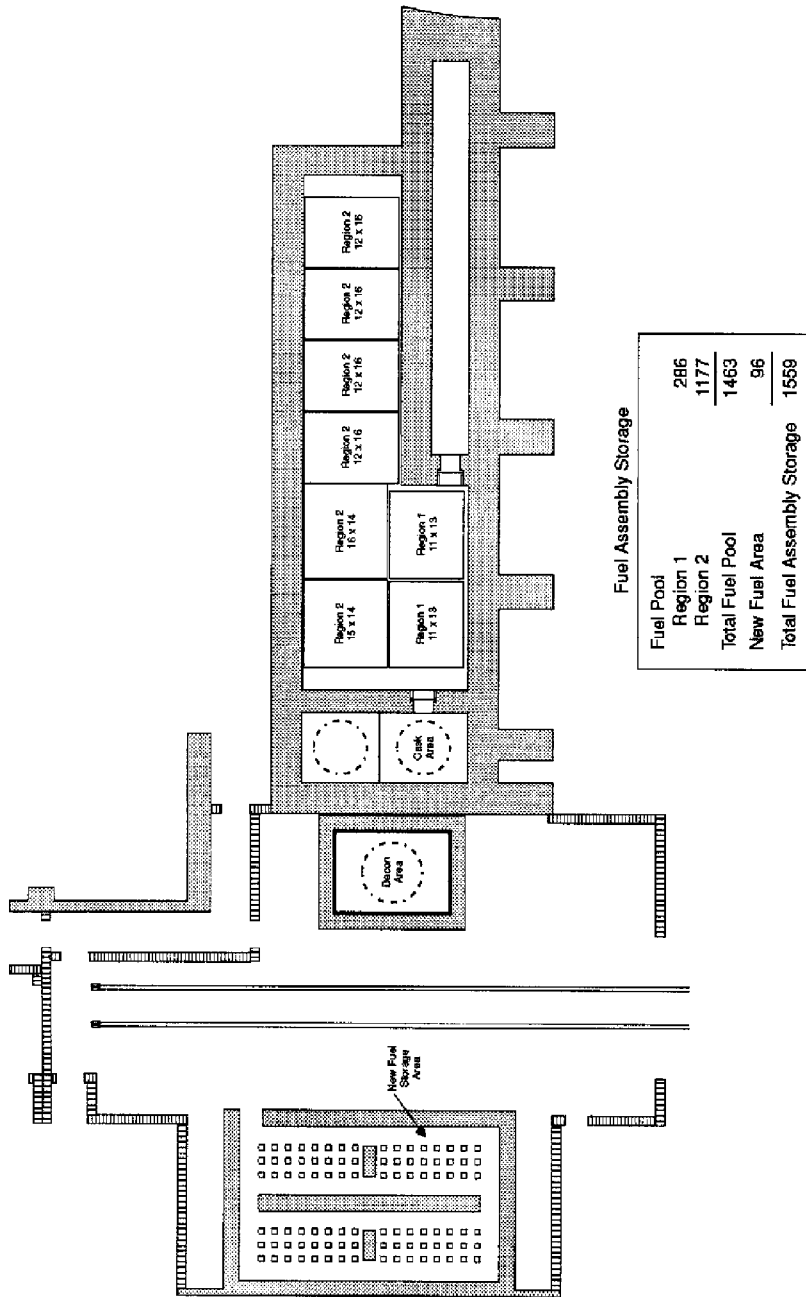 Region 2
15 x 14
Region 2
16 x 14
Region 2
12 x 16
Region 2
12 x 16
Region 2
12 x 16
Region 2
12 x 16
Region 1
11 x 13
Region 1
11 x 13
Cask
Area
Decon
Area
New Fuel
Storage
Area
Fuel Assembly Storage
Fuel Pool
Region 1 286
Region 2 1177
Total Fuel Pool 1463
New Fuel Area 96
Total Fuel Assembly Storage 1559